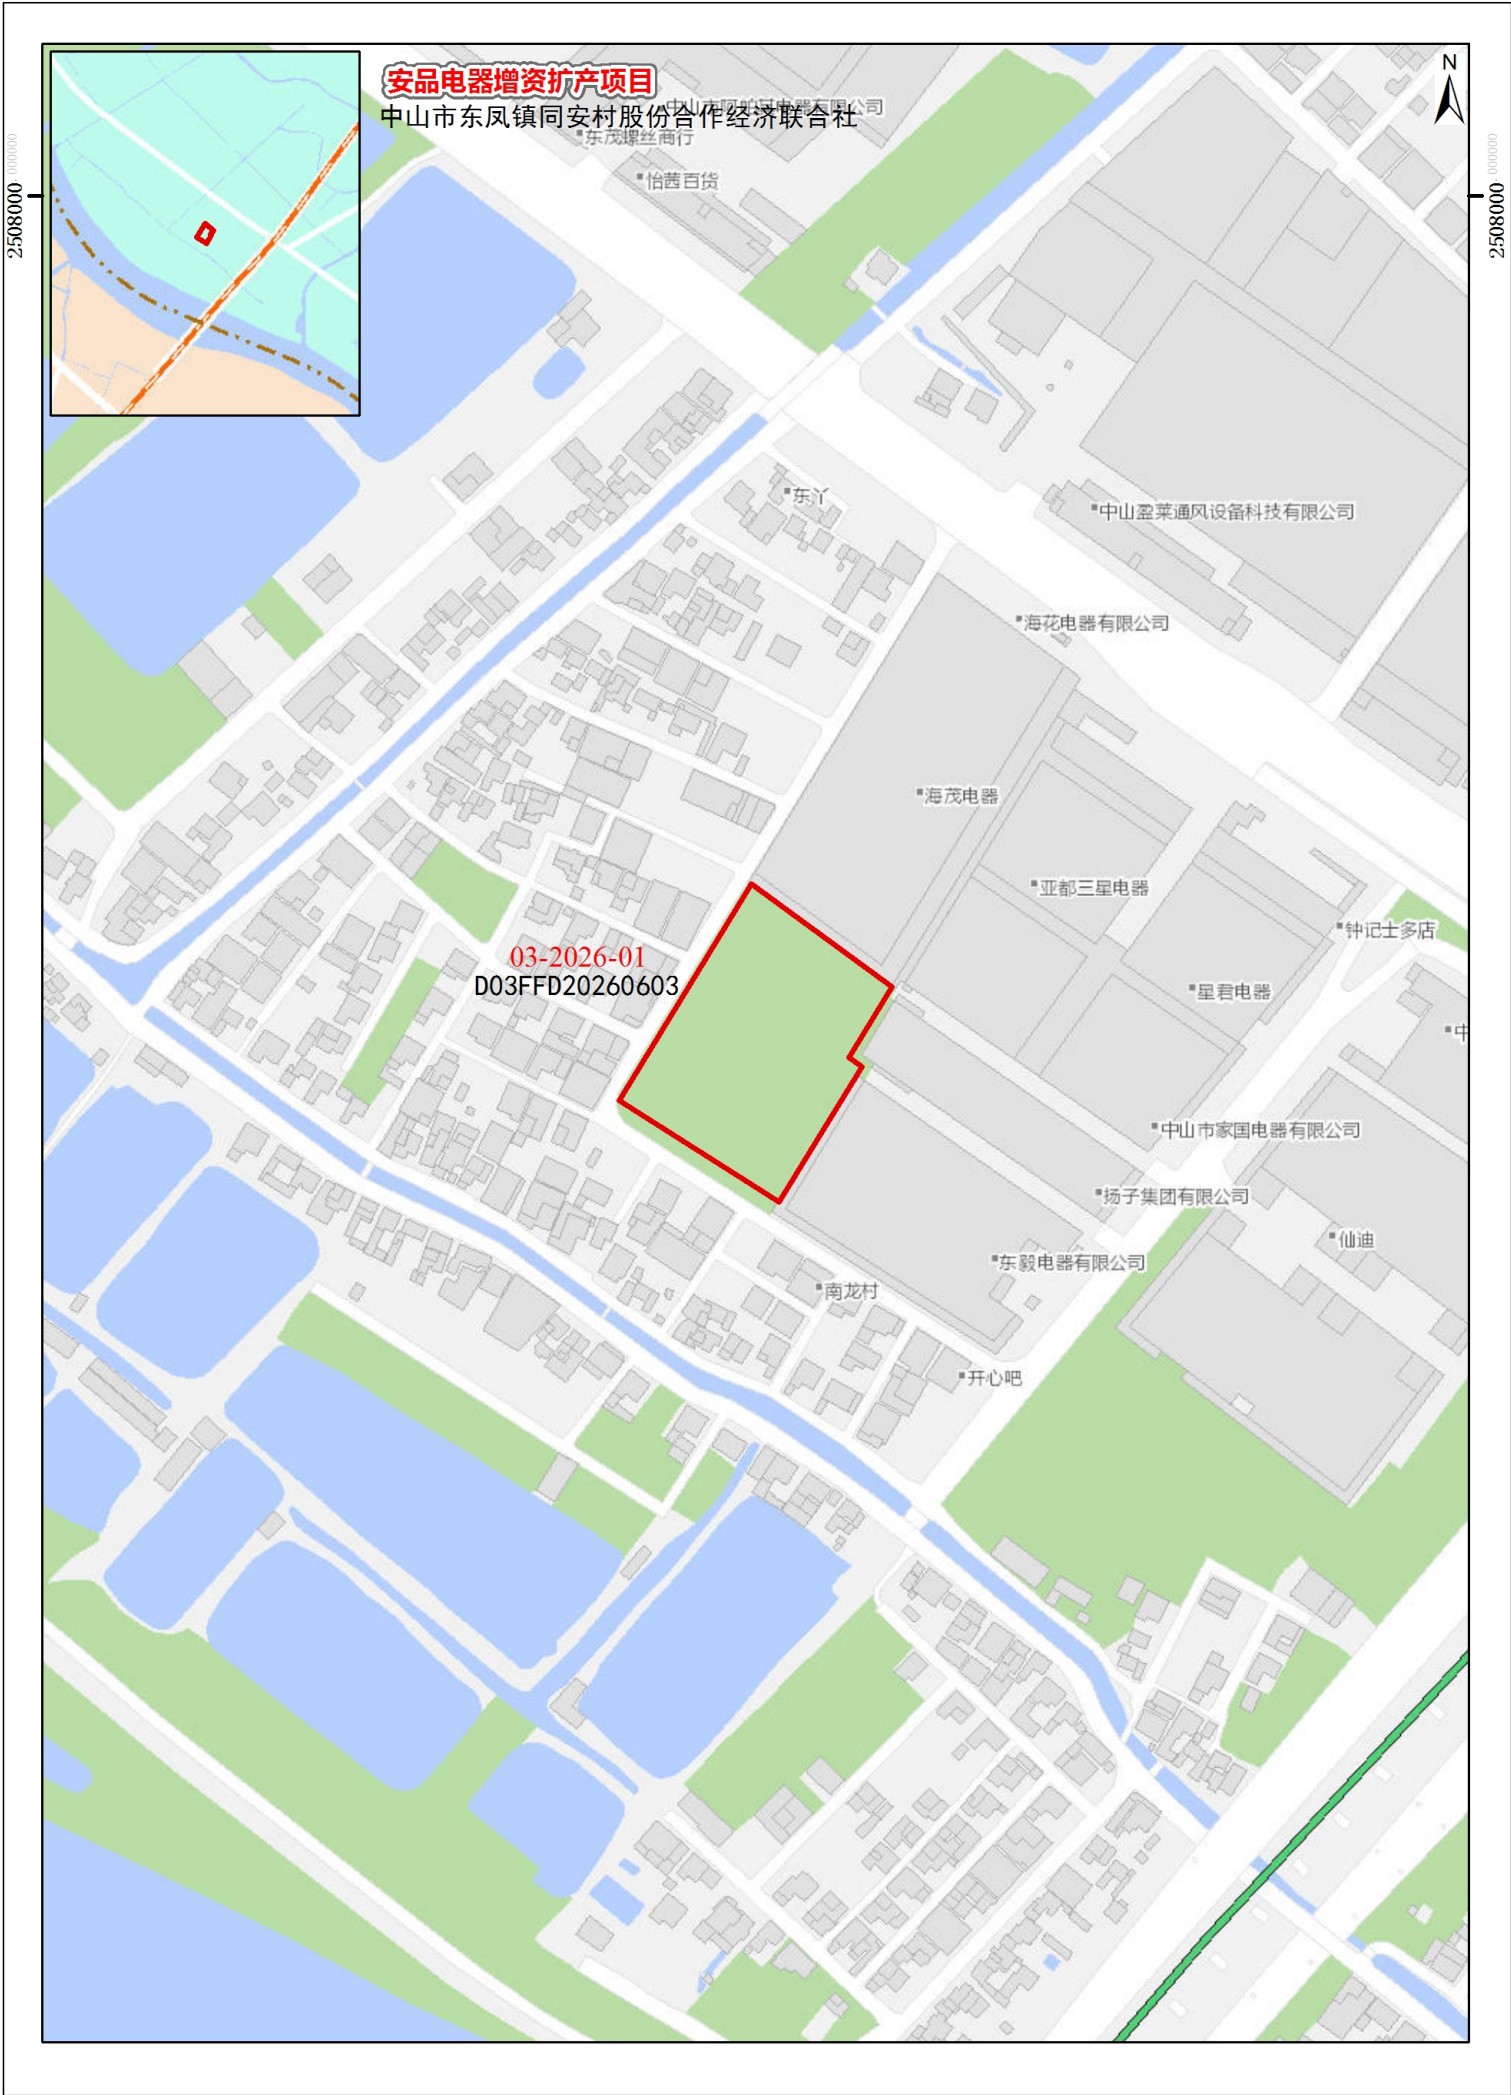 安品电器增资扩产项目
中山市东凤镇同安村股份合作经济联合社
N
2508000.000000
2508000.000000
东茂螺丝商行
怡茜百货
东丫
中山盈莱通风设备科技有限公司
海花电器有限公司
海茂电器
亚都三星电器
钟记士多店
03-2026-01
D03FFD20260603
星君电器
中
中山市家国电器有限公司
扬子集团有限公司
仙迪
东毅电器有限公司
南龙村
开心吧